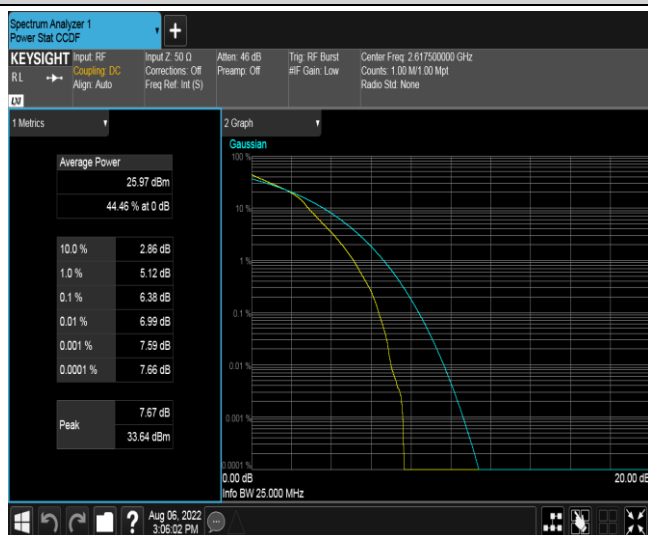 Spectrum Analyzer 1
Power Stat CCDF
+
KEYSIGHT Input: RF Input Z: 50 Ω Atten: 46 dB Trig: RF Burst Center Freq: 2.617500000 GHz
RL Coupling: DC Corrections: Off Preamp: Off #IF Gain: Low Counts: 1.00 M/1.00 Mpt
Align: Auto Freq Ref: Int (S) Radio Std: None
LXI
1 Metrics
Average Power
25.97 dBm
44.46 % at 0 dB
10.0 % 2.86 dB
1.0 % 5.12 dB
0.1 % 6.38 dB
0.01 % 6.99 dB
0.001 % 7.59 dB
0.0001 % 7.66 dB
Peak 7.67 dB
33.64 dBm
2 Graph
Gaussian
100 %
10 %
1 %
0.1 %
0.01 %
0.001 %
0.0001 %
0.00 dB 20.00 dB
Info BW 25.000 MHz
? Aug 06, 2022
3:06:02 PM